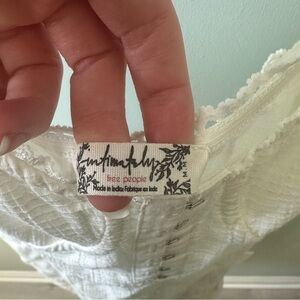 intimately
free people
Made in India: Fabriqué en Inde
M